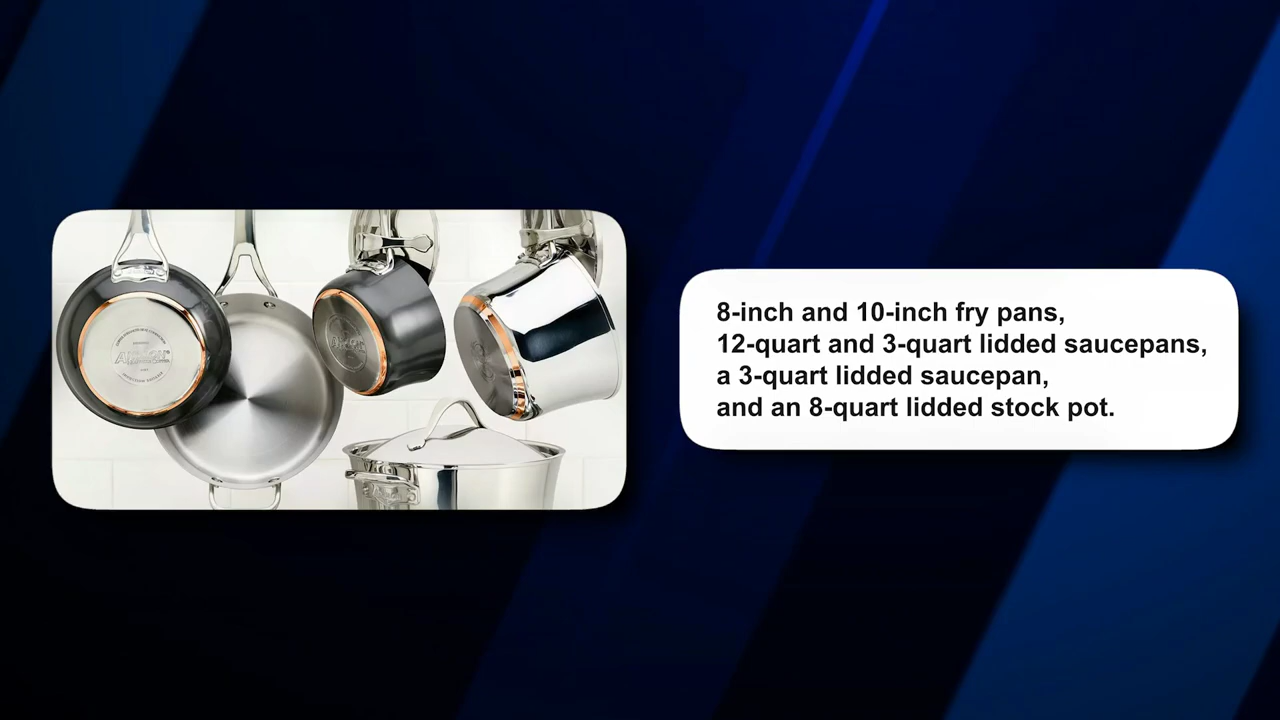 8-inch and 10-inch fry pans,
12-quart and 3-quart lidded saucepans,
a 3-quart lidded saucepan,
and an 8-quart lidded stock pot.